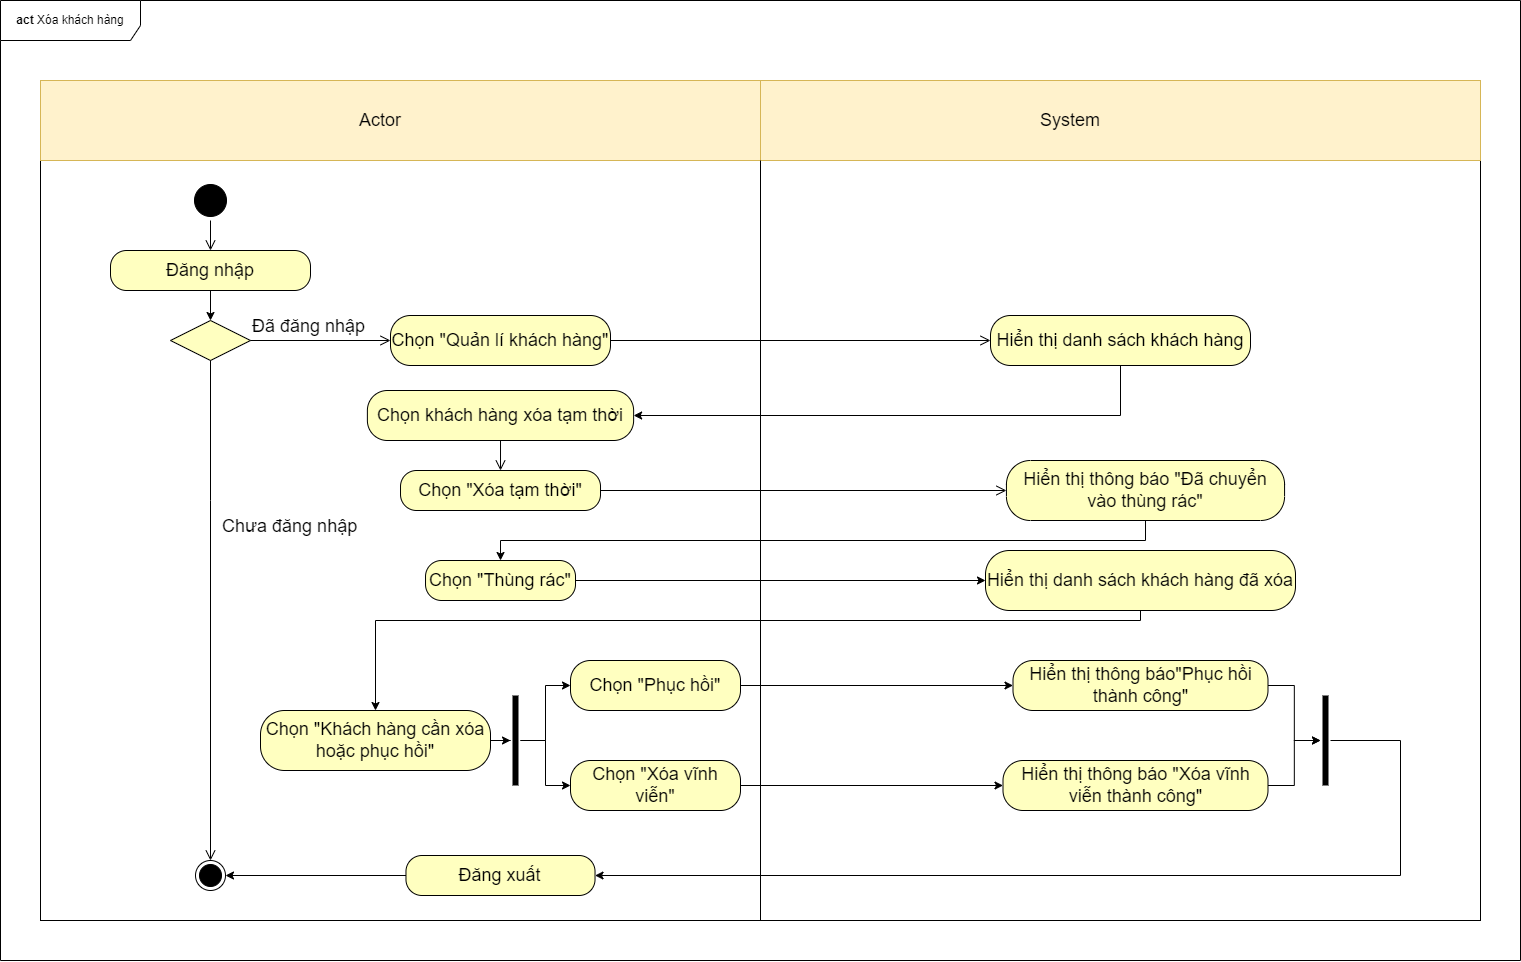 act Xóa khách hàng
Actor
System
Đăng nhập
Đã đăng nhập
Chọn "Quản lí khách hàng"
Hiển thị danh sách khách hàng
Chọn khách hàng xóa tạm thời
Chọn "Xóa tạm thời"
Hiển thị thông báo "Đã chuyển
vào thùng rác"
Chưa đăng nhập
Chọn "Thùng rác"
Hiển thị danh sách khách hàng đã xóa
Chọn "Phục hồi"
Hiển thị thông báo"Phục hồi
thành công"
Chọn "Khách hàng cần xóa
hoặc phục hồi"
Chọn "Xóa vĩnh
viễn"
Hiển thị thông báo "Xóa vĩnh
viễn thành công"
Đăng xuất